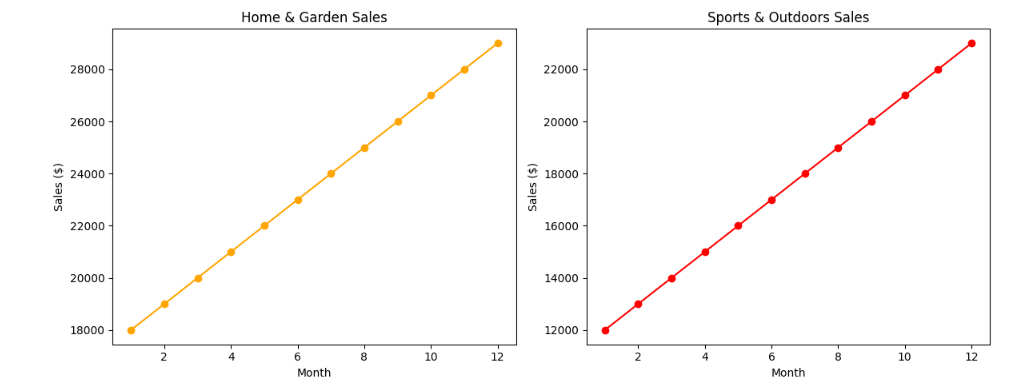 Home & Garden Sales
Sales ($)
28000
26000
24000
22000
20000
18000
2 4 6 8 10 12
Month
Sports & Outdoors Sales
Sales ($)
22000
20000
18000
16000
14000
12000
2 4 6 8 10 12
Month